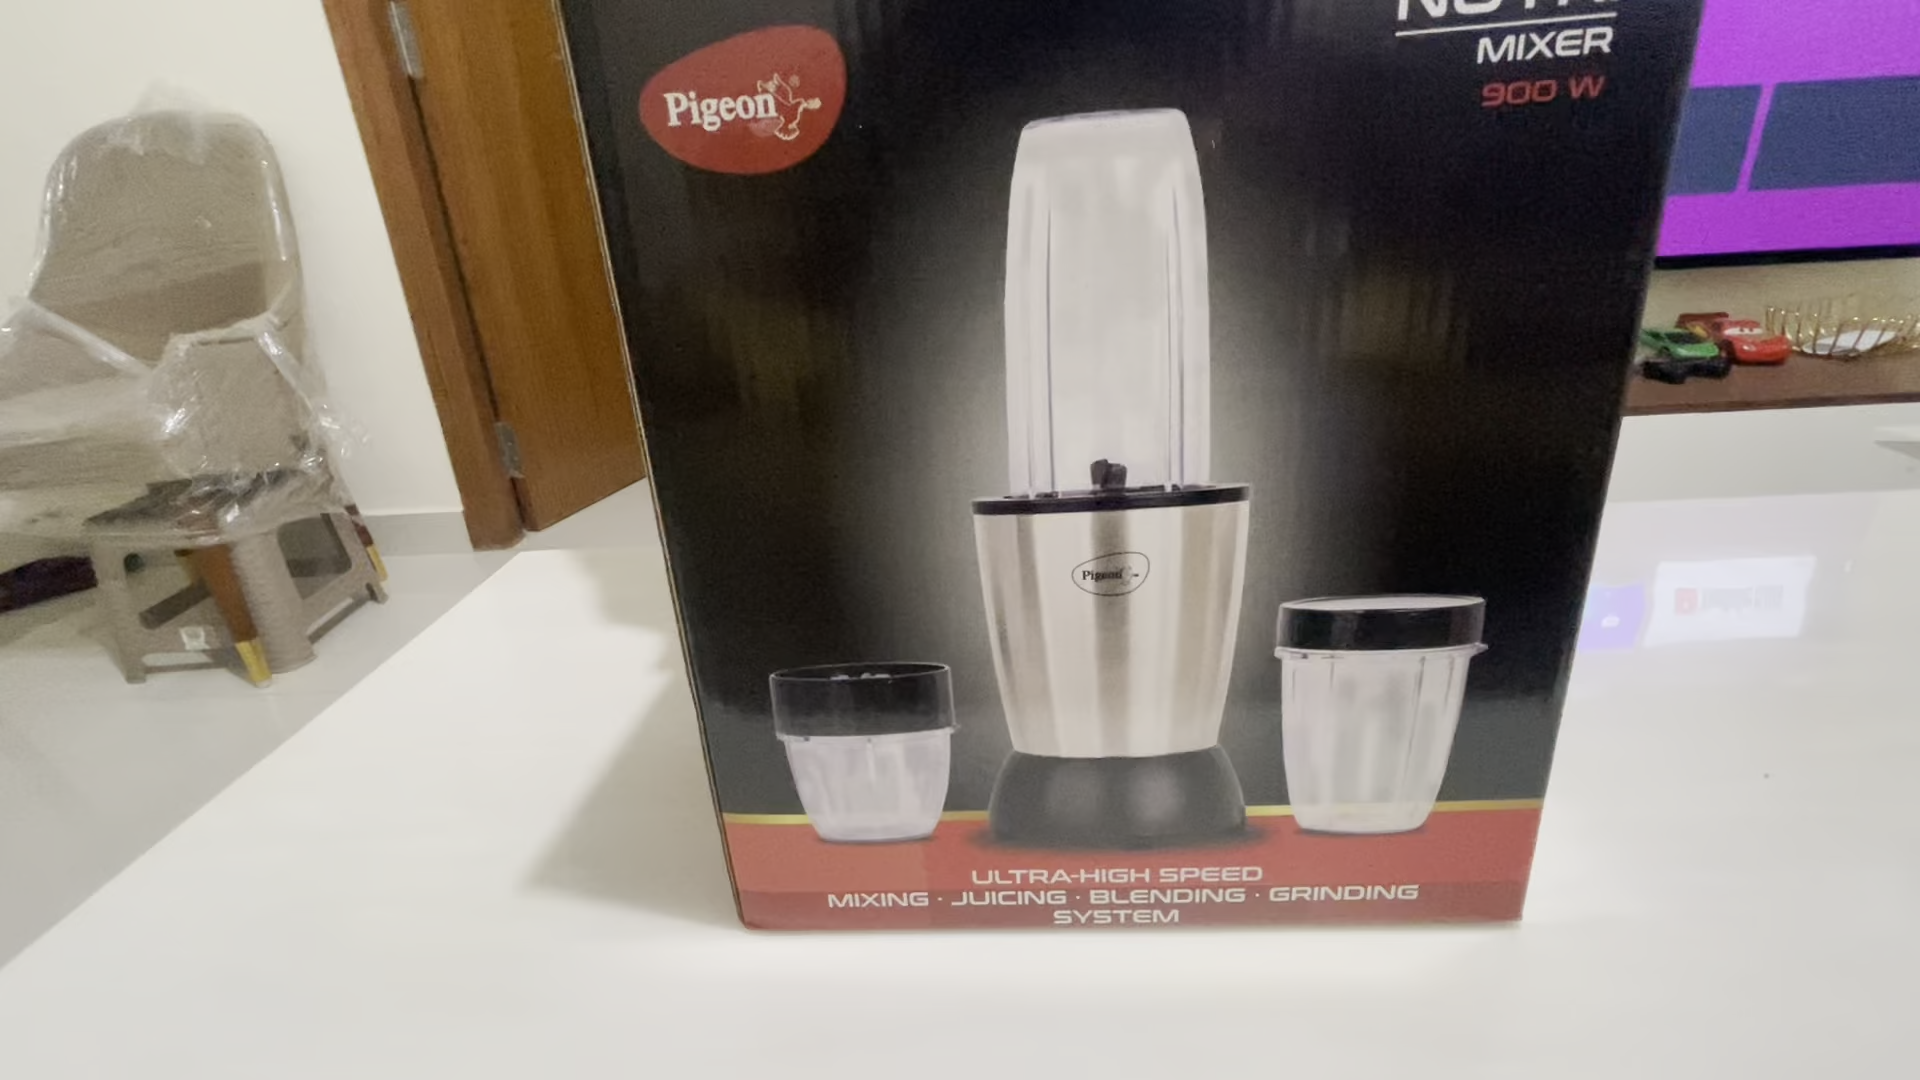 Pigeon
MIXER
900 W
Pigeon
ULTRA-HIGH SPEED
MIXING · JUICING · BLENDING · GRINDING
SYSTEM